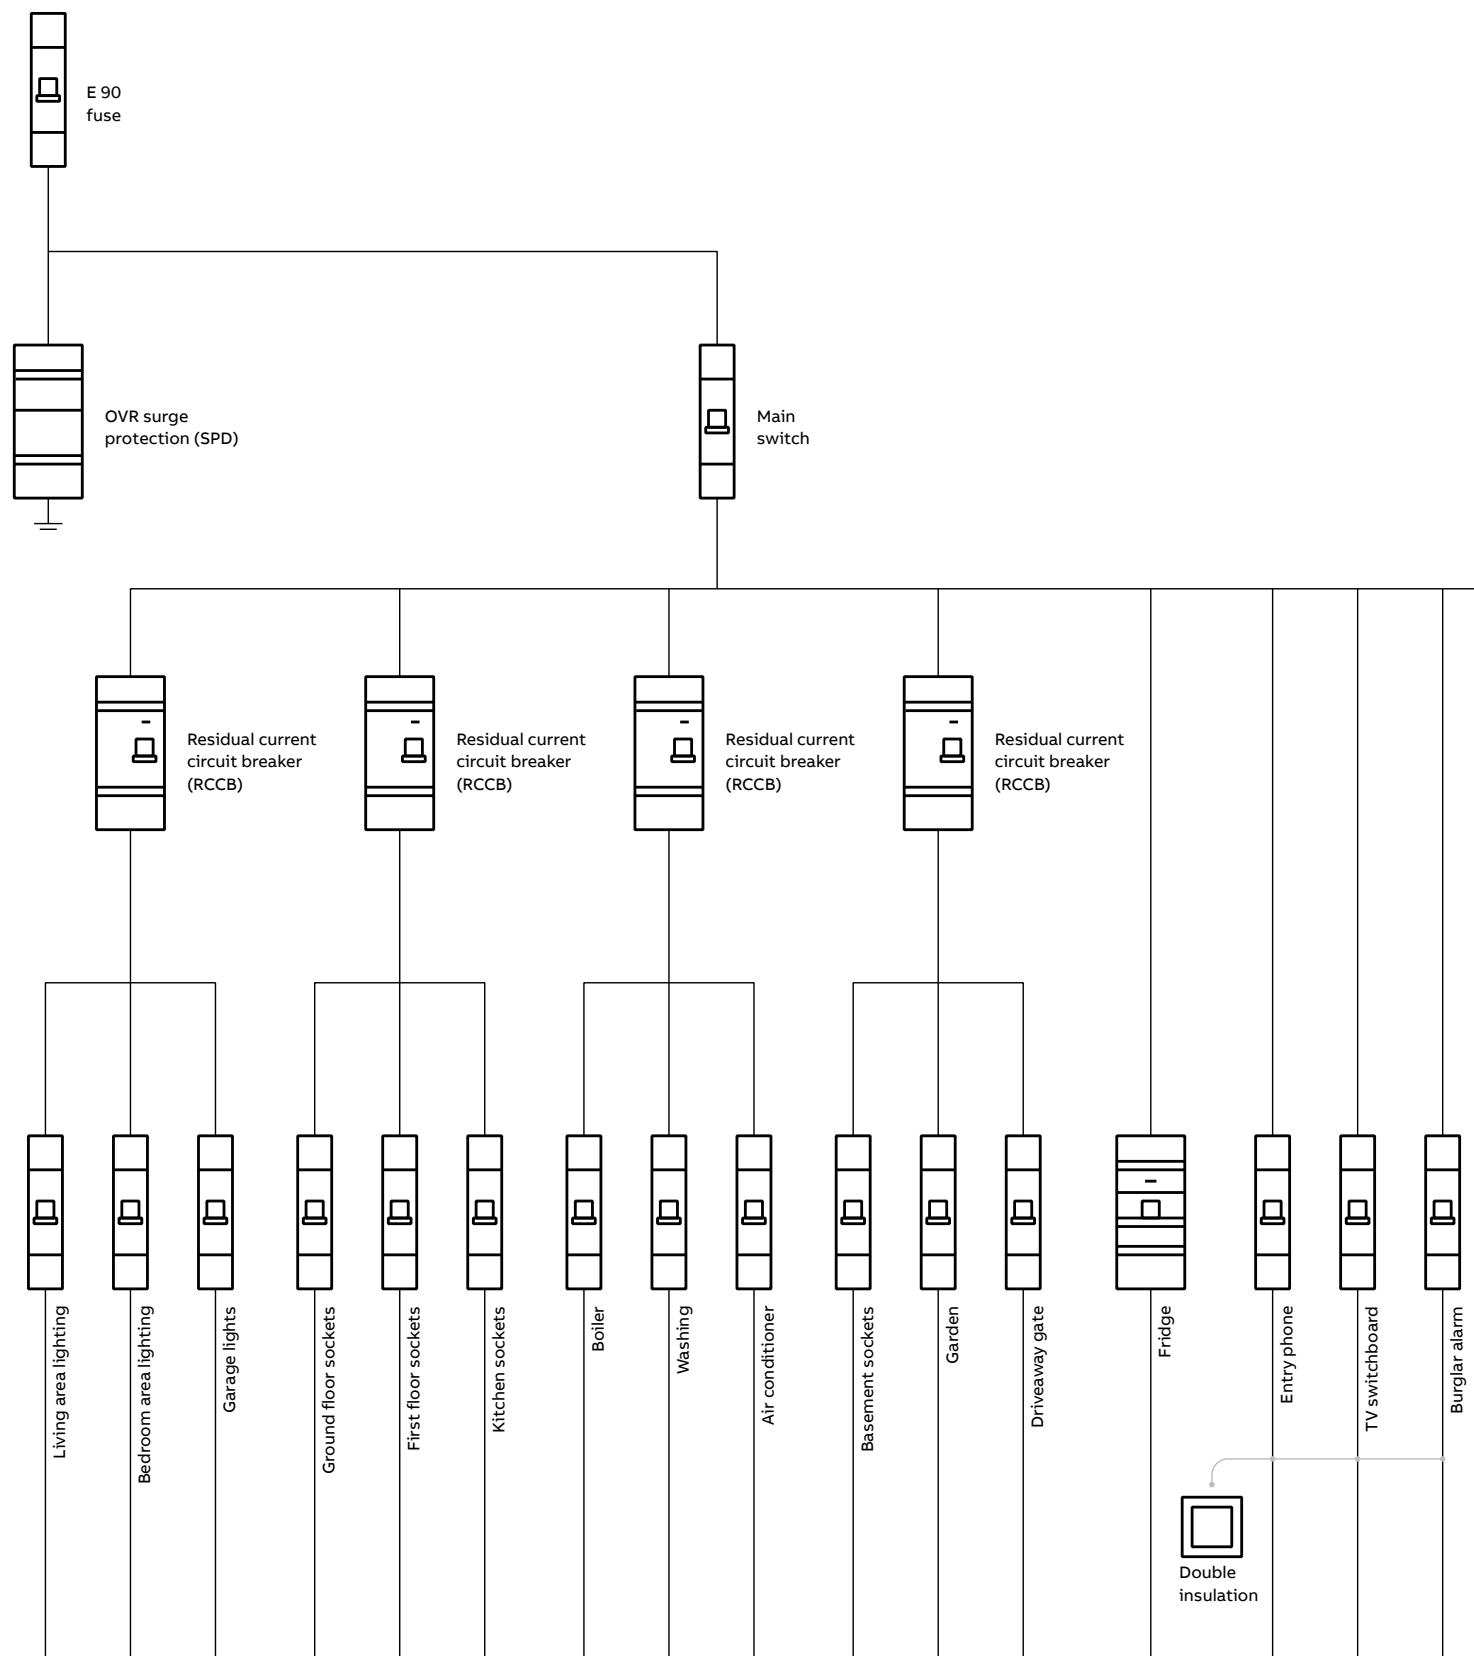 E 90
fuse
OVR surge
protection (SPD)
Main
switch
Residual current
circuit breaker
(RCCB)
Residual current
circuit breaker
(RCCB)
Residual current
circuit breaker
(RCCB)
Residual current
circuit breaker
(RCCB)
Living area lighting
Bedroom area lighting
Garage lights
Ground floor sockets
First floor sockets
Kitchen sockets
Boiler
Washing
Air conditioner
Basement sockets
Garden
Driveaway gate
Fridge
Entry phone
TV switchboard
Burglar alarm
Double
insulation